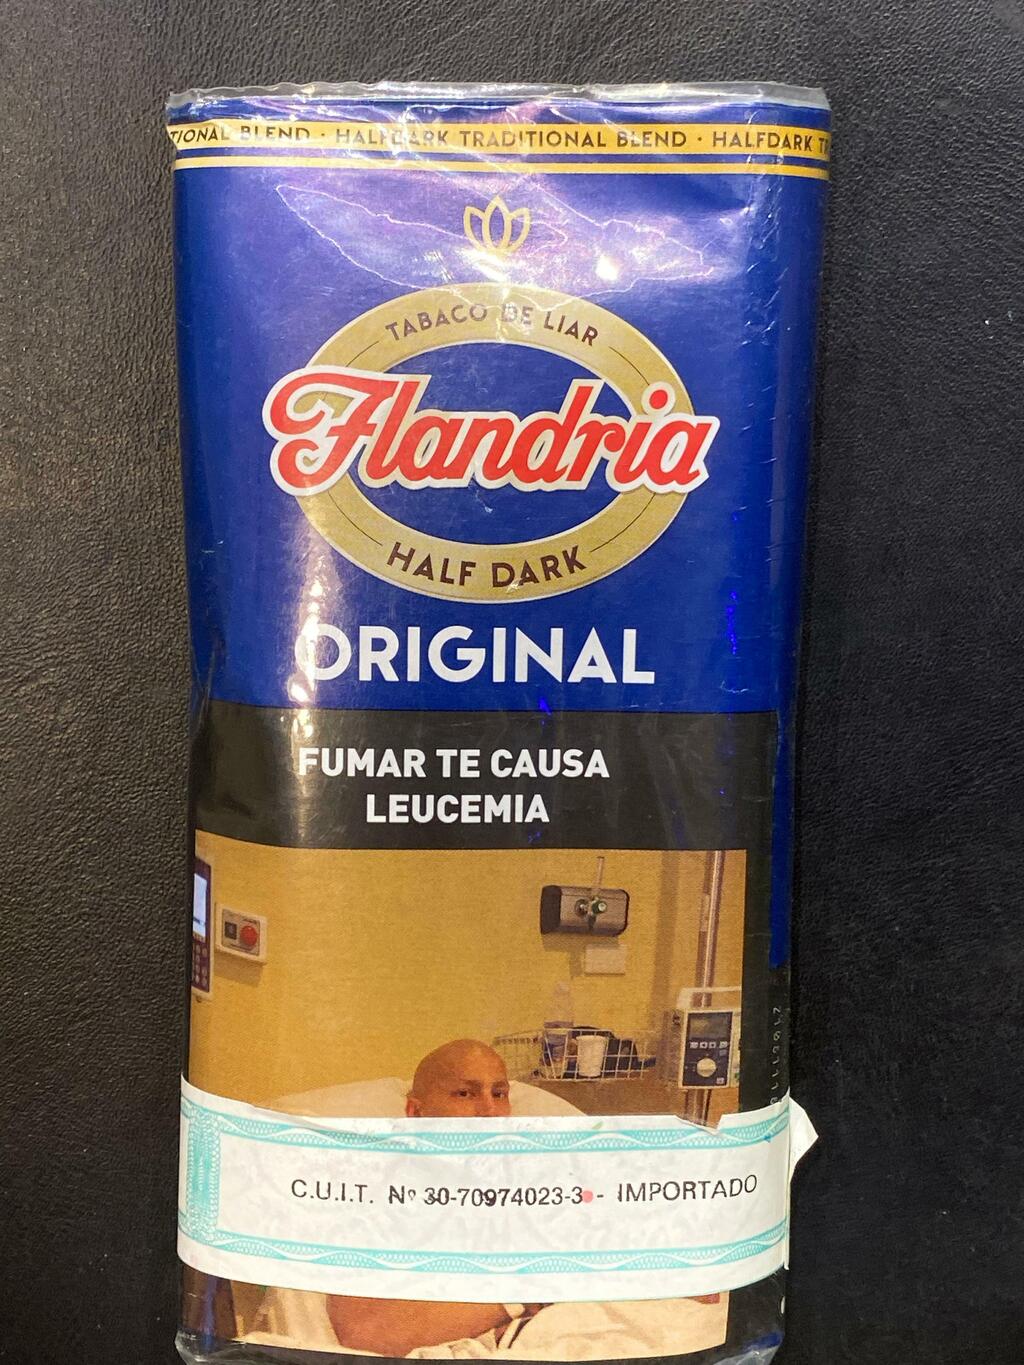 TIONAL BLEND · HALFDARK TRADITIONAL BLEND · HALFDARK TR
TABACO DE LIAR
Flandria
HALF DARK
ORIGINAL
FUMAR TE CAUSA
LEUCEMIA
C.U.I.T. Nº 30-70974023-3 - IMPORTADO